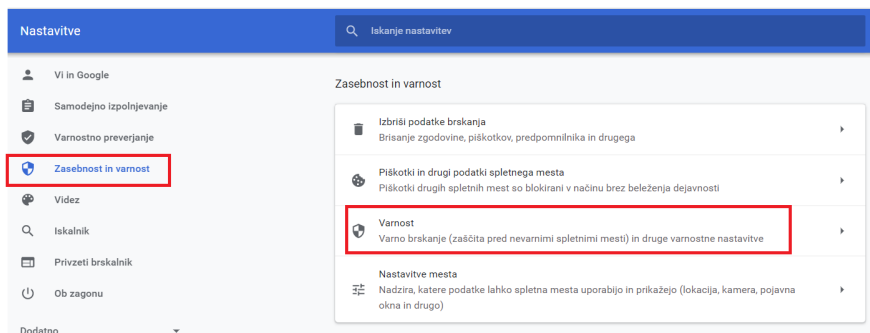 Nastavitve
Iskanje nastavitev
Vi in Google
Samodejno izpolnjevanje
Varnostno preverjanje
Zasebnost in varnost
Videz
Iskalnik
Privzeti brskalnik
Ob zagonu
Dodatno
Zasebnost in varnost
Izbriši podatke brskanja
Brisanje zgodovine, piškotkov, predpomnilnika in drugega
Piškotki in drugi podatki spletnega mesta
Piškotki drugih spletnih mest so blokirani v načinu brez beleženja dejavnosti
Varnost
Varno brskanje (zaščita pred nevarnimi spletnimi mesti) in druge varnostne nastavitve
Nastavitve mesta
Nadzira, katere podatke lahko spletna mesta uporabijo in prikažejo (lokacija, kamera, pojavna
okna in drugo)